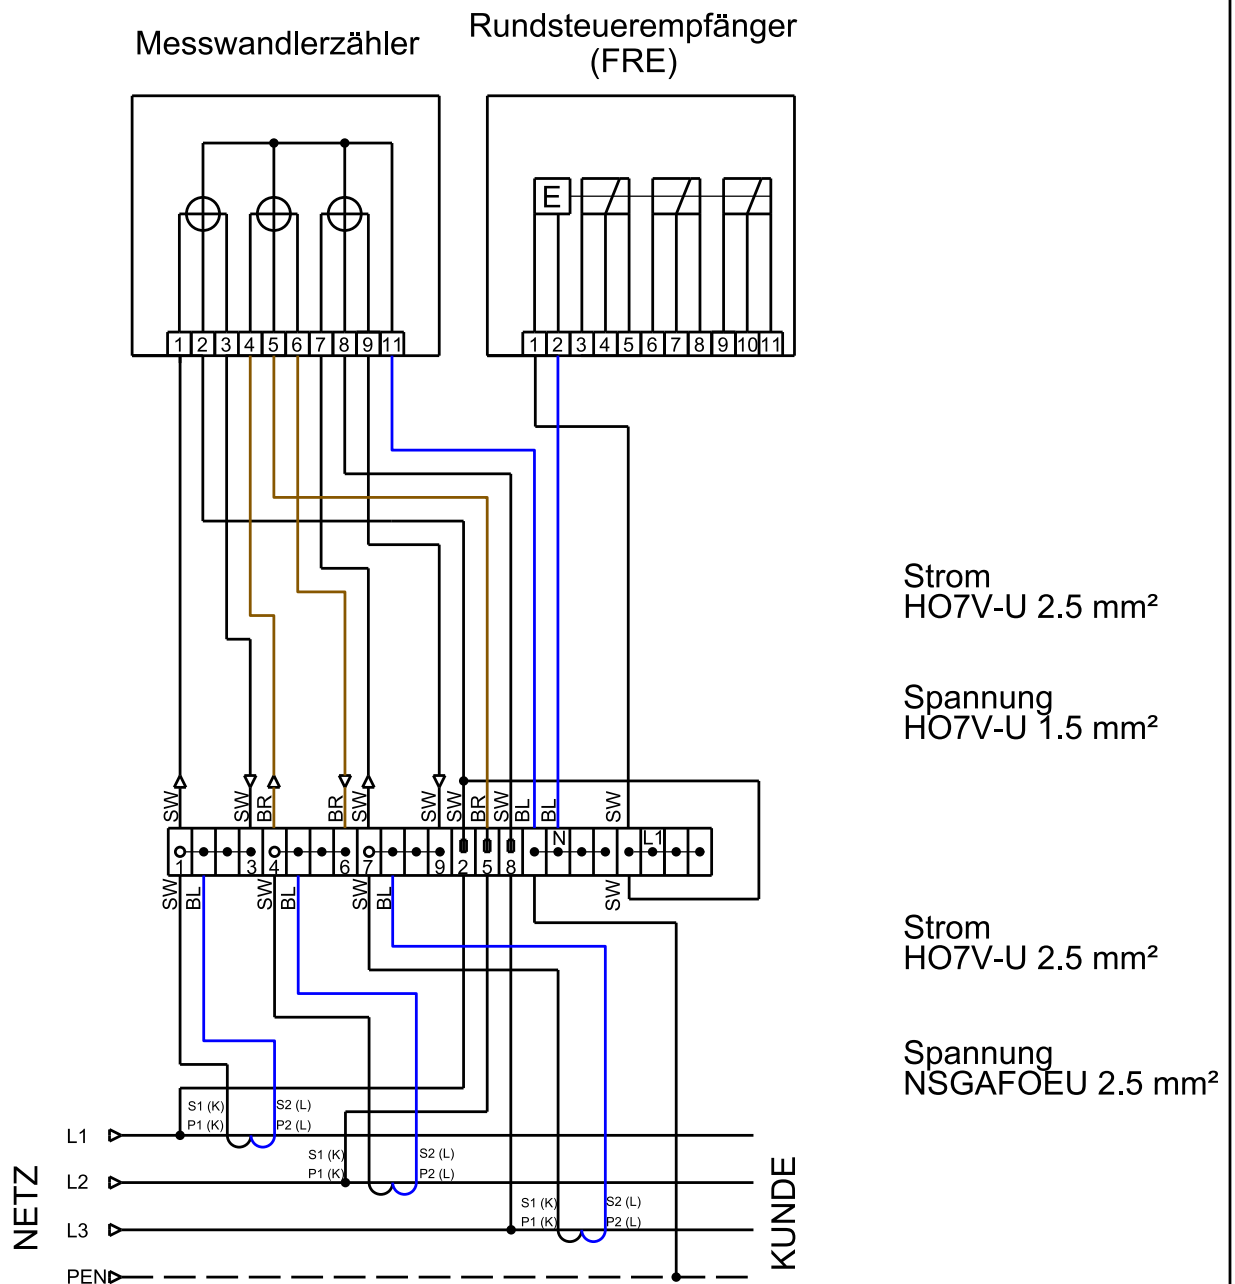 Messwandlerzähler
Rundsteuerempfänger
(FRE)
E
1 2 3 4 5 6 7 8 9 11
1 2 3 4 5 6 7 8 9 10 11
Strom
HO7V-U 2.5 mm²
Spannung
HO7V-U 1.5 mm²
SW SW BR BR SW SW SW BR SW BL BL SW
N L1
1 3 4 6 7 9 2 5 8
SW BL SW BL SW BL SW
Strom
HO7V-U 2.5 mm²
Spannung
NSGAFOEU 2.5 mm²
S1 (K) S2 (L)
P1 (K) P2 (L)
L1
S1 (K) S2 (L)
P1 (K) P2 (L)
L2
S1 (K) S2 (L)
P1 (K) P2 (L)
L3
PEN
NETZ
KUNDE